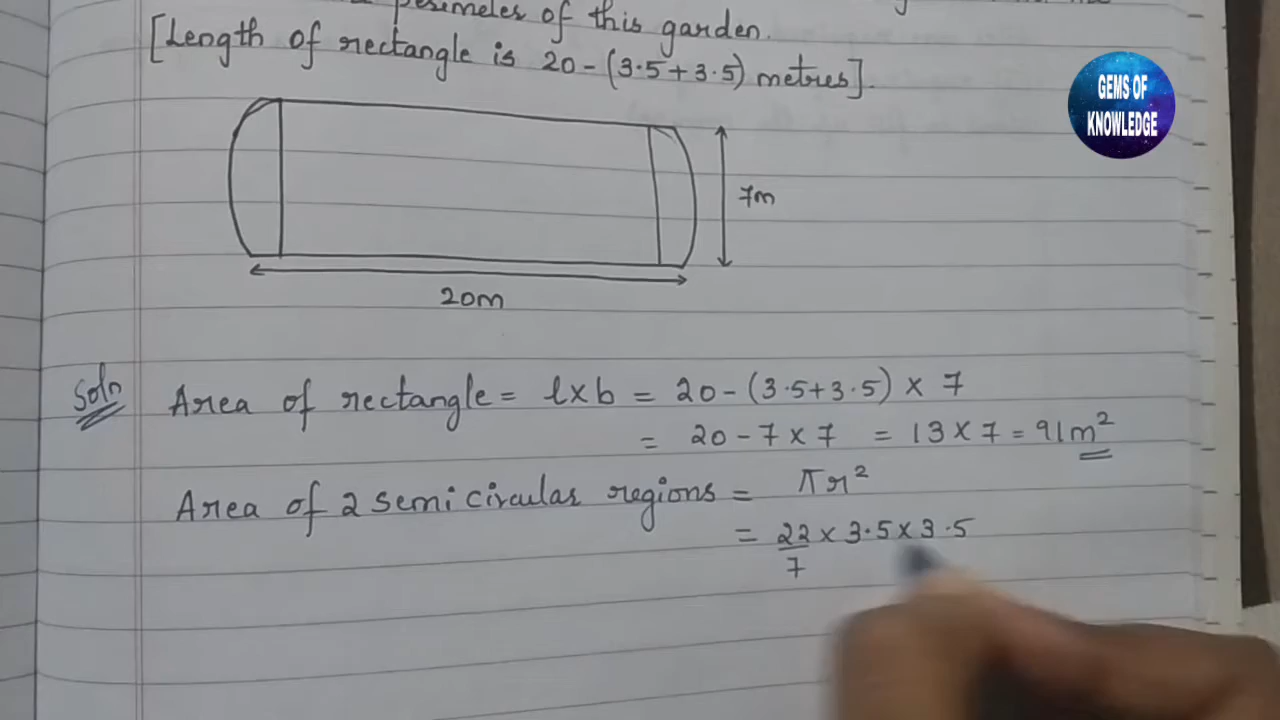 perimeter of this garden.
[Length of rectangle is 20 - (3.5 + 3.5) metres].
GEMS OF
KNOWLEDGE
7m
20m
Soln Area of rectangle = l x b = 20 - (3.5+3.5) x 7
= 20 - 7 x 7 = 13 x 7 = 91 m²
Area of 2 semicircular regions = πr²
= 22/7 x 3.5 x 3.5